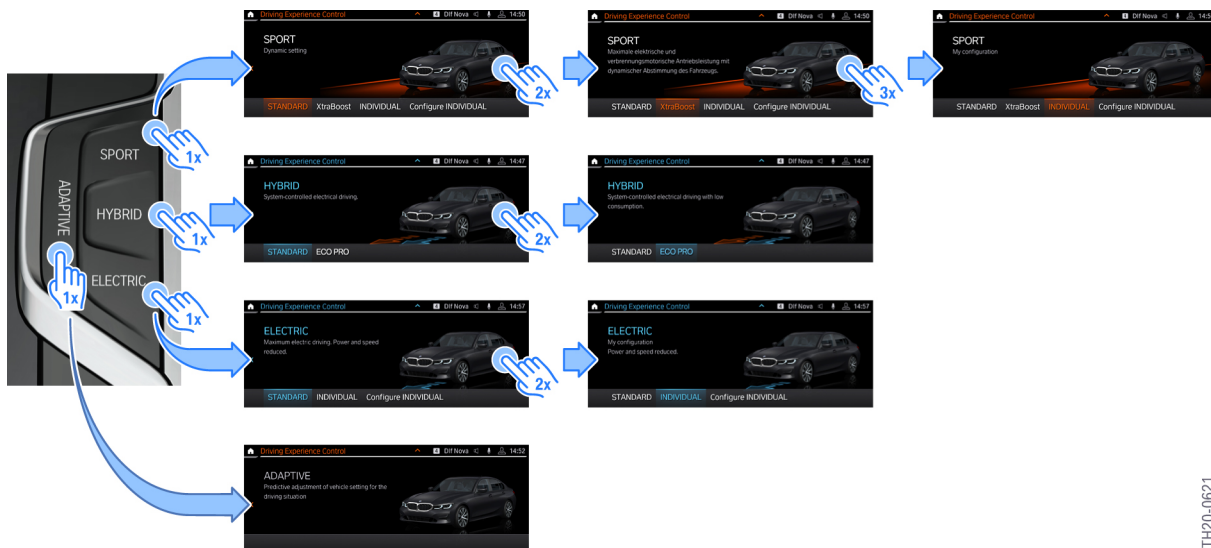 Driving Experience Control
4 Dlf Nova 14:50
SPORT
Dynamic setting
STANDARD XtraBoost INDIVIDUAL Configure INDIVIDUAL
2x
Driving Experience Control
4 Dlf Nova 14:50
SPORT
Maximale elektrische und
verbrennungsmotorische Antriebsleistung mit
dynamischer Abstimmung des Fahrzeugs.
STANDARD XtraBoost INDIVIDUAL Configure INDIVIDUAL
3x
Driving Experience Control
Dlf Nova
SPORT
My configuration
STANDARD XtraBoost INDIVIDUAL Configure INDIVIDUAL
SPORT
1x
ADAPTIVE
1x
HYBRID
1x
ELECTRIC
1x
Driving Experience Control
4 Dlf Nova 14:47
HYBRID
System-controlled electrical driving.
STANDARD ECO PRO
2x
Driving Experience Control
4 Dlf Nova 14:47
HYBRID
System-controlled electrical driving with low
consumption.
STANDARD ECO PRO
Driving Experience Control
4 Dlf Nova 14:57
ELECTRIC
Maximum electric driving. Power and speed
reduced.
STANDARD INDIVIDUAL Configure INDIVIDUAL
2x
Driving Experience Control
4 Dlf Nova 14:57
ELECTRIC
My configuration
Power and speed reduced.
STANDARD INDIVIDUAL Configure INDIVIDUAL
Driving Experience Control
4 Dlf Nova 14:52
ADAPTIVE
Predictive adjustment of vehicle setting for the
driving situation
TH20-0621